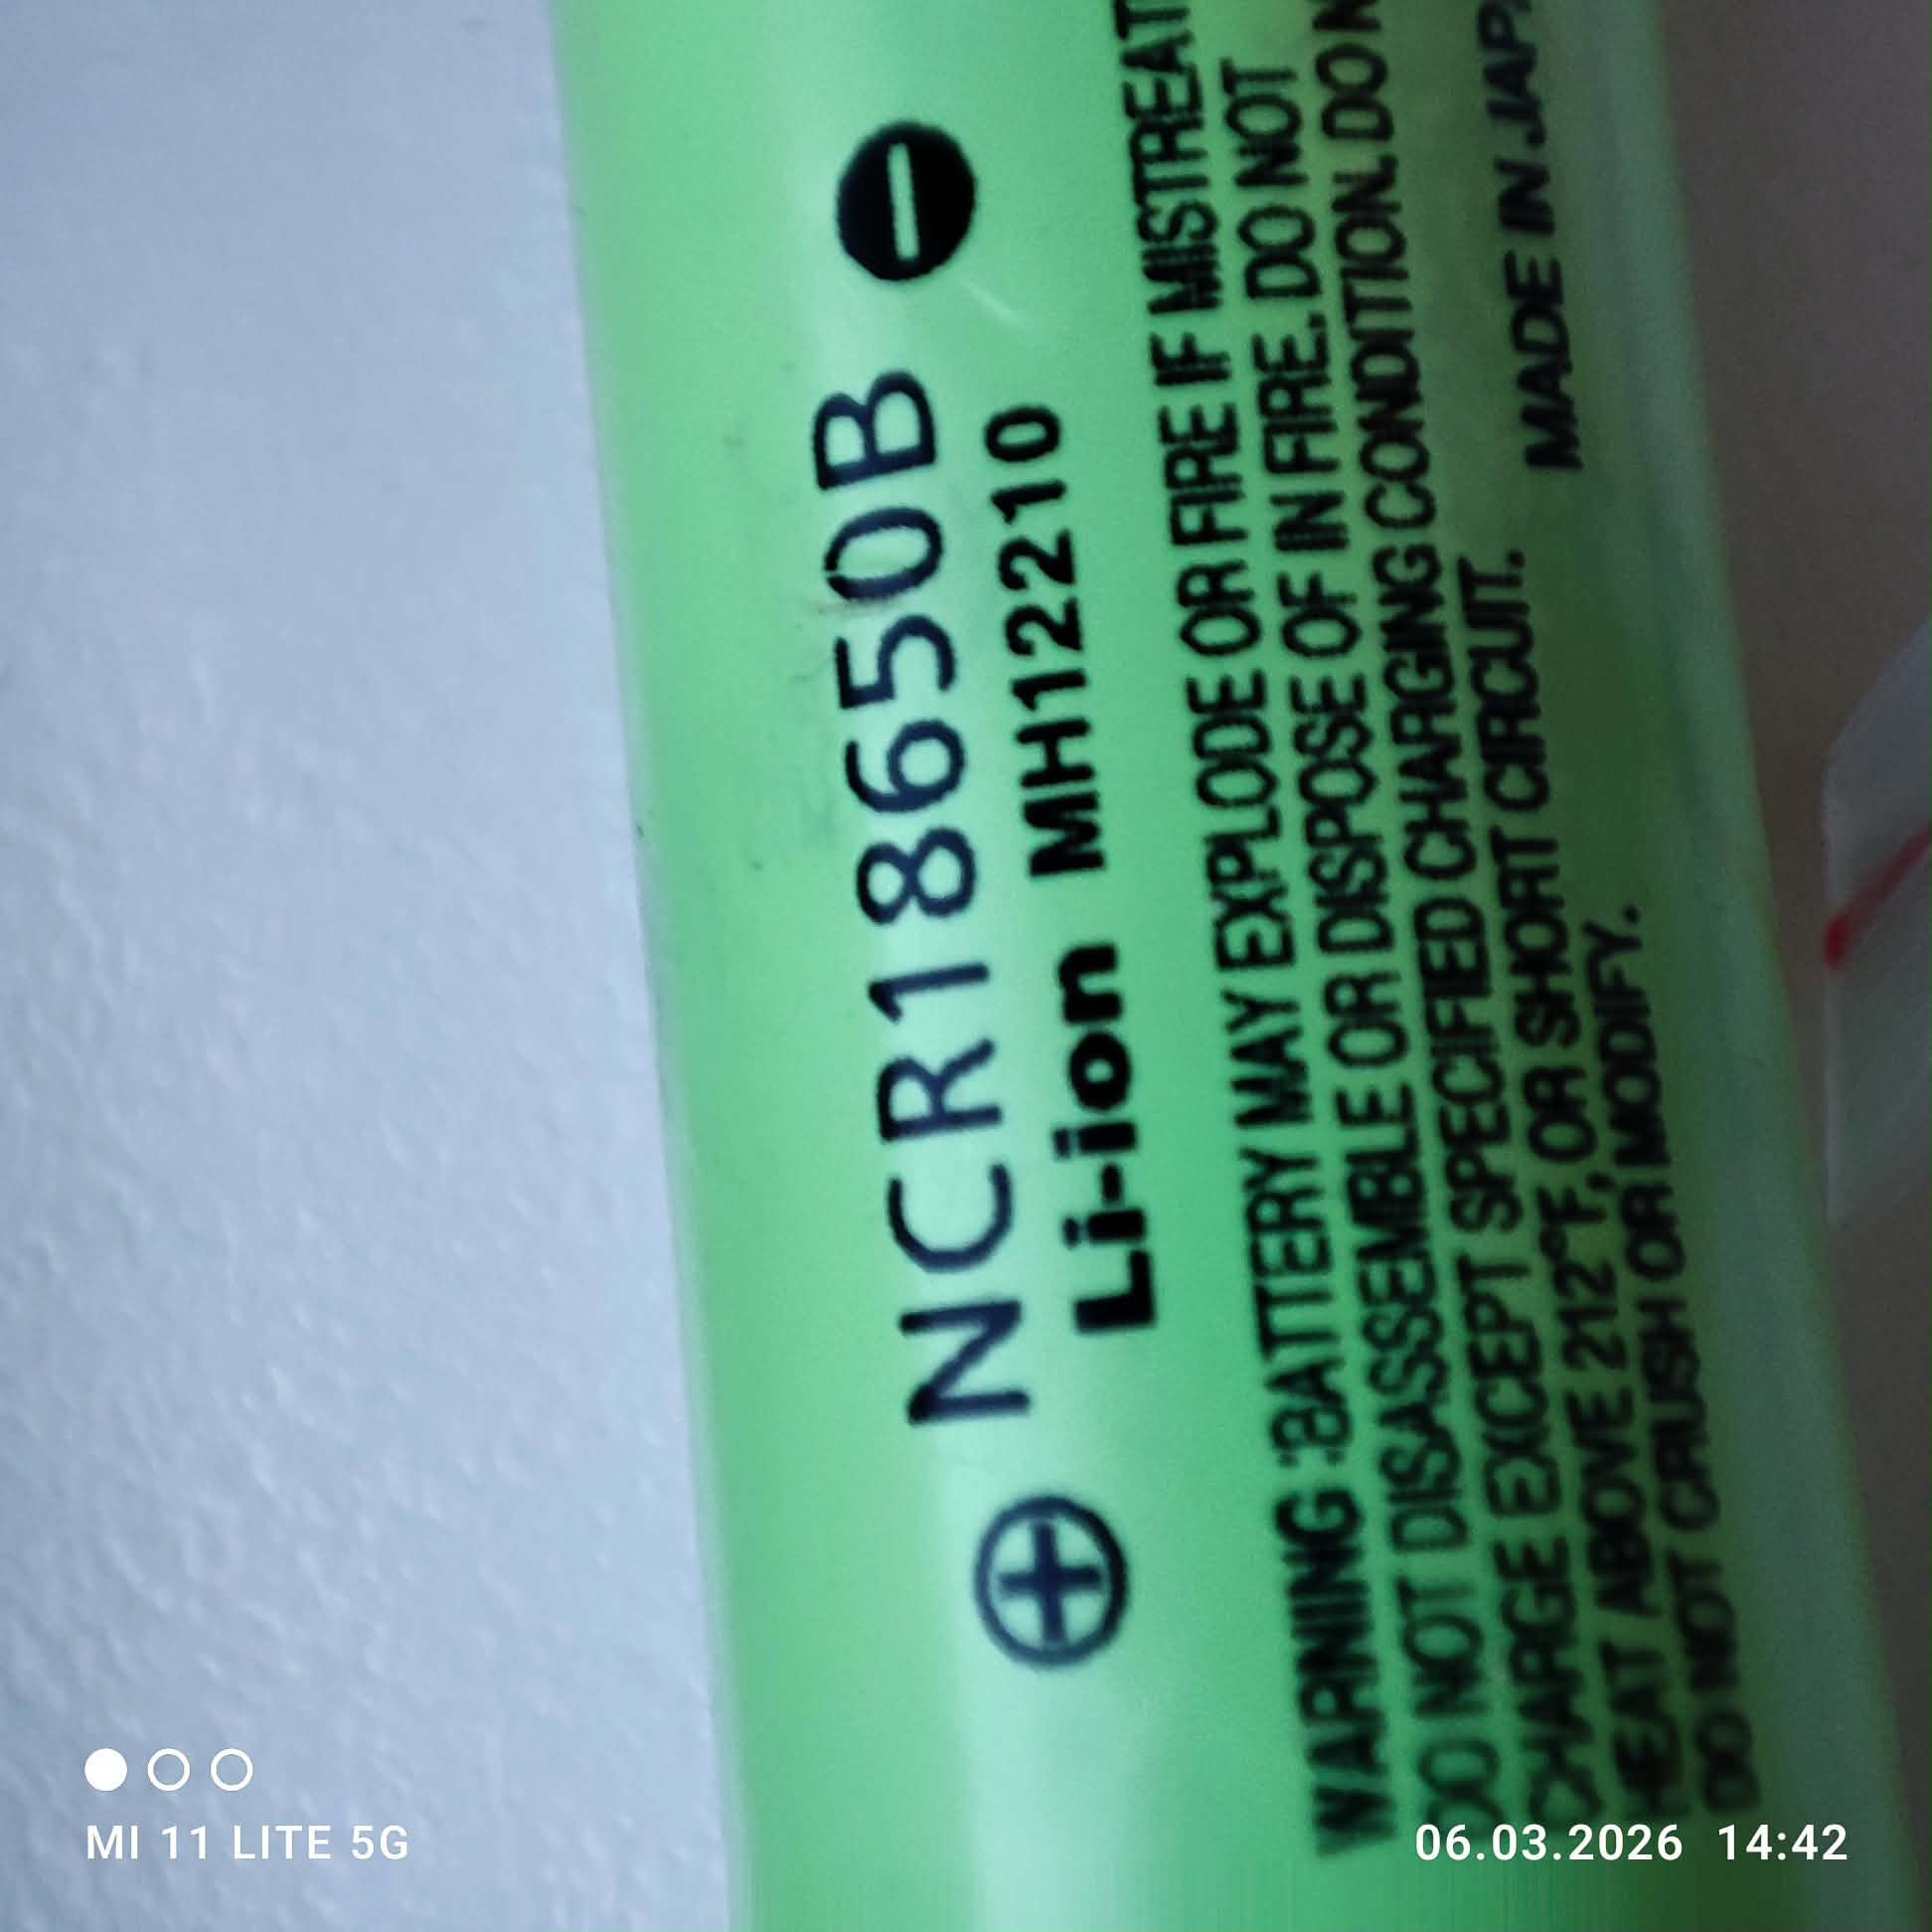 NCR18650B
Li-ion MH12210
WARNING :BATTERY MAY EXPLODE OR FIRE IF
DO NOT DISASSEMBLE OR DISPOSE OF IN FIRE. DO NOT
CHARGE EXCEPT SPECIFIED CHARGING CONDITION. DO
HEAT ABOVE 212°F, OR SHORT CIRCUIT.
DO NOT CRUSH OR MODIFY.
MADE IN
MI 11 LITE 5G
06.03.2026 14:42